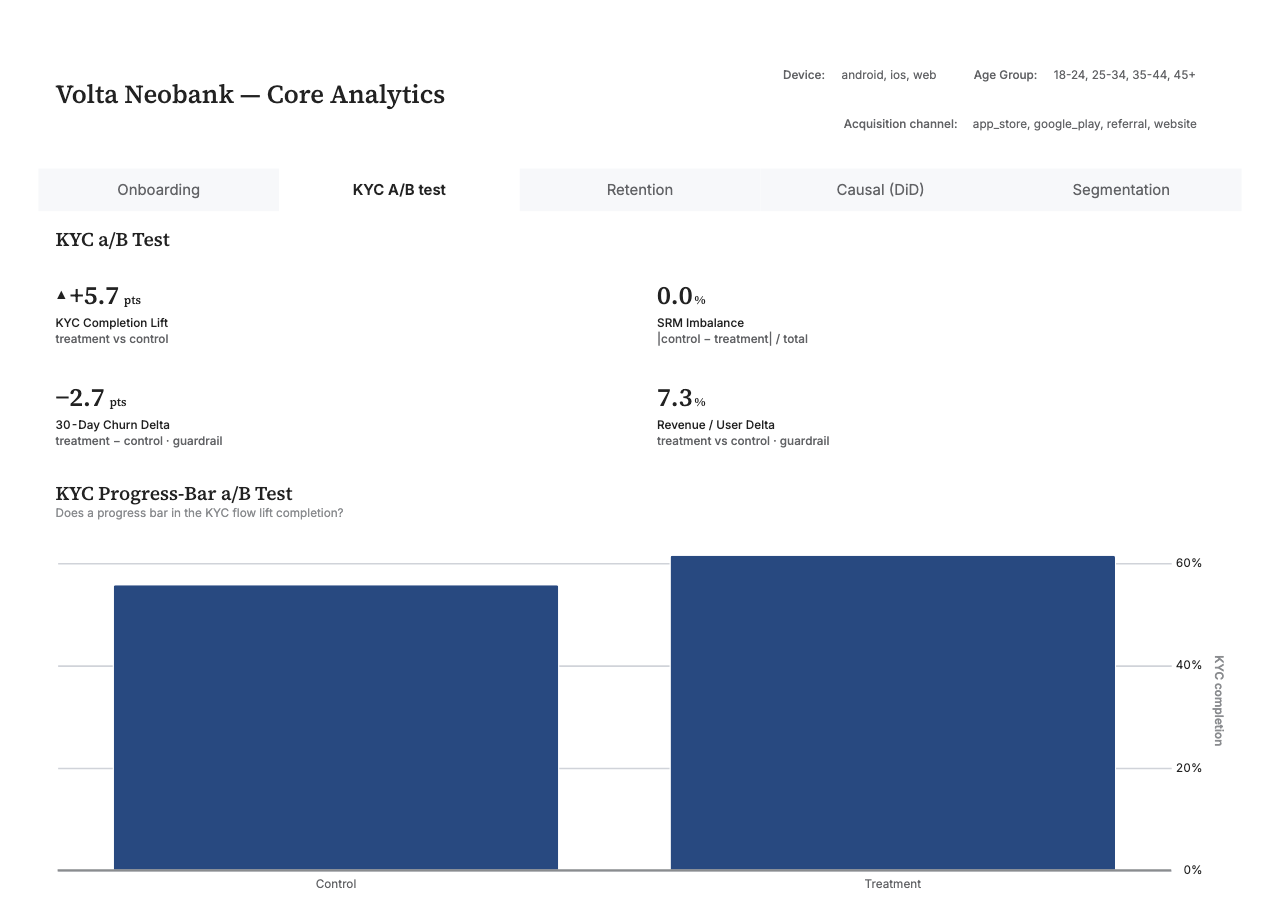 Volta Neobank — Core Analytics
Device: android, ios, web Age Group: 18-24, 25-34, 35-44, 45+
Acquisition channel: app_store, google_play, referral, website
Onboarding KYC A/B test Retention Causal (DiD) Segmentation
KYC a/B Test
▲+5.7 pts
KYC Completion Lift
treatment vs control
0.0%
SRM Imbalance
|control − treatment| / total
−2.7 pts
30-Day Churn Delta
treatment − control · guardrail
7.3%
Revenue / User Delta
treatment vs control · guardrail
KYC Progress-Bar a/B Test
Does a progress bar in the KYC flow lift completion?
60%
40%
20%
0%
KYC completion
Control Treatment